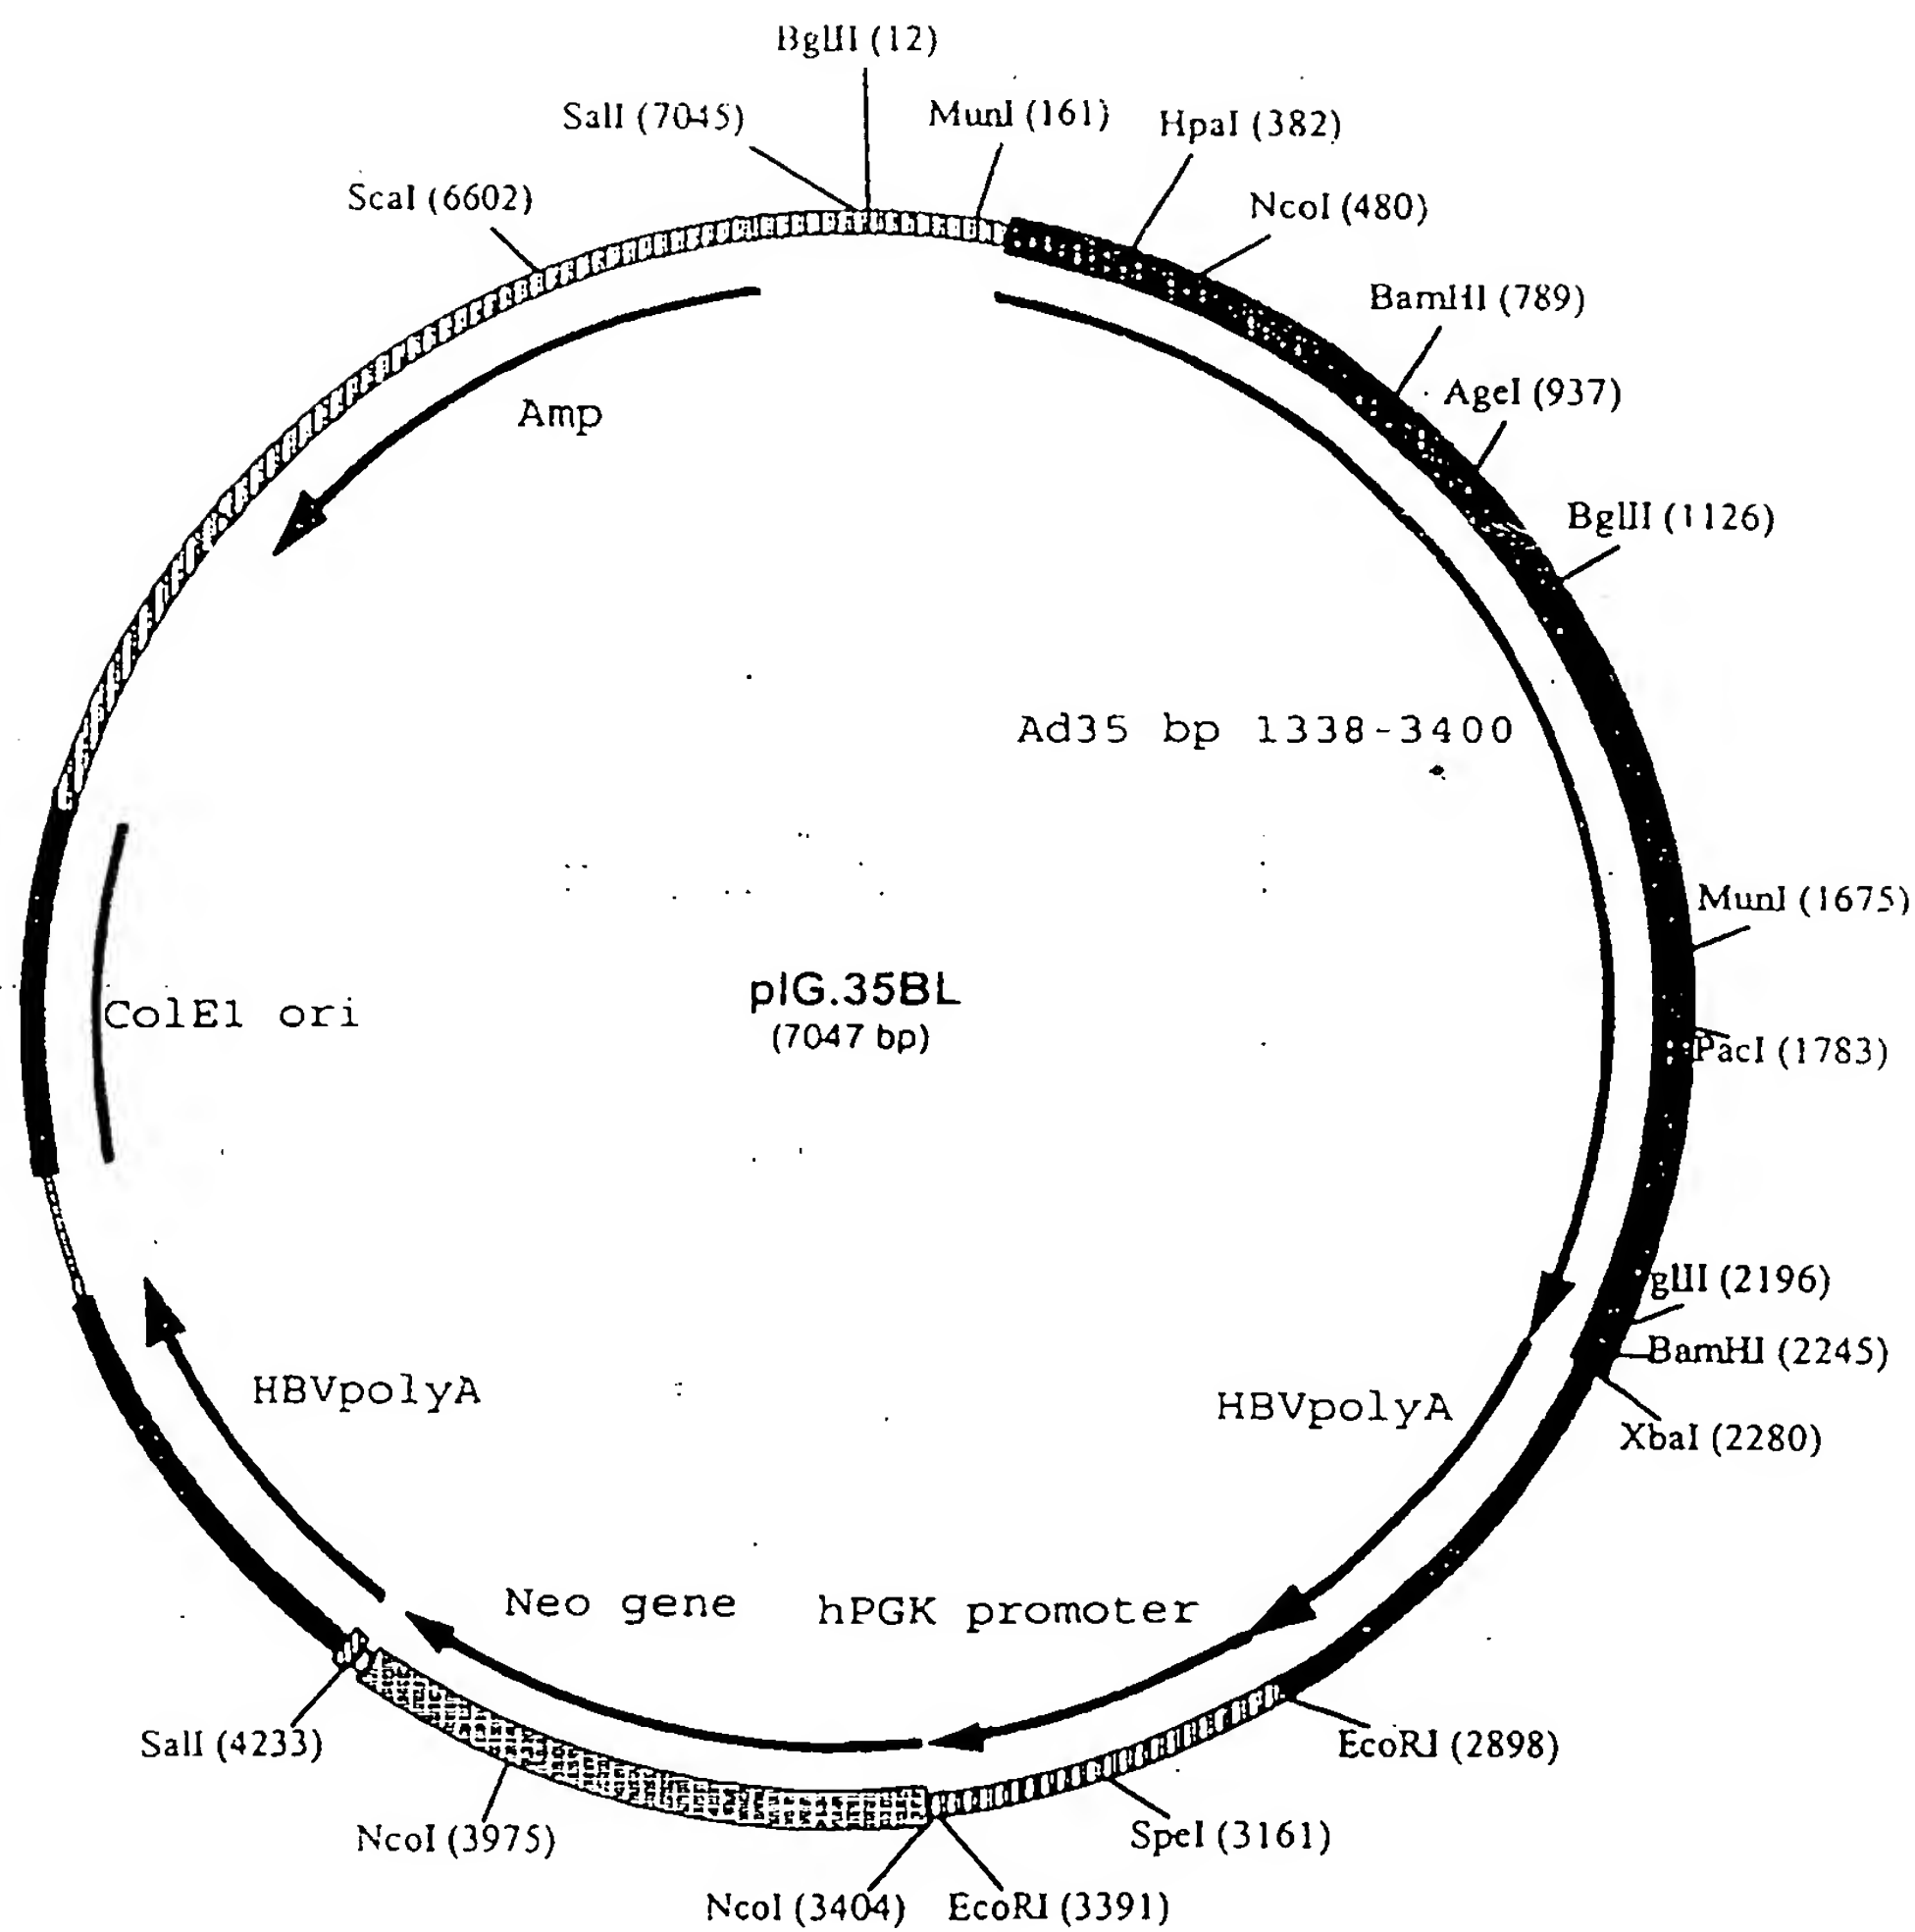 BglII (12)
SalI (7045)
MunI (161)
HpaI (382)
ScaI (6602)
NcoI (480)
BamHI (789)
AgeI (937)
Amp
BglII (1126)
Ad35 bp 1338-3400
MunI (1675)
pIG.35BL
(7047 bp)
ColE1 ori
PacI (1783)
glII (2196)
BamHI (2245)
HBVpolyA
HBVpolyA
XbaI (2280)
Neo gene
hPGK promoter
SalI (4233)
EcoRI (2898)
NcoI (3975)
SpeI (3161)
NcoI (3404)
EcoRI (3391)